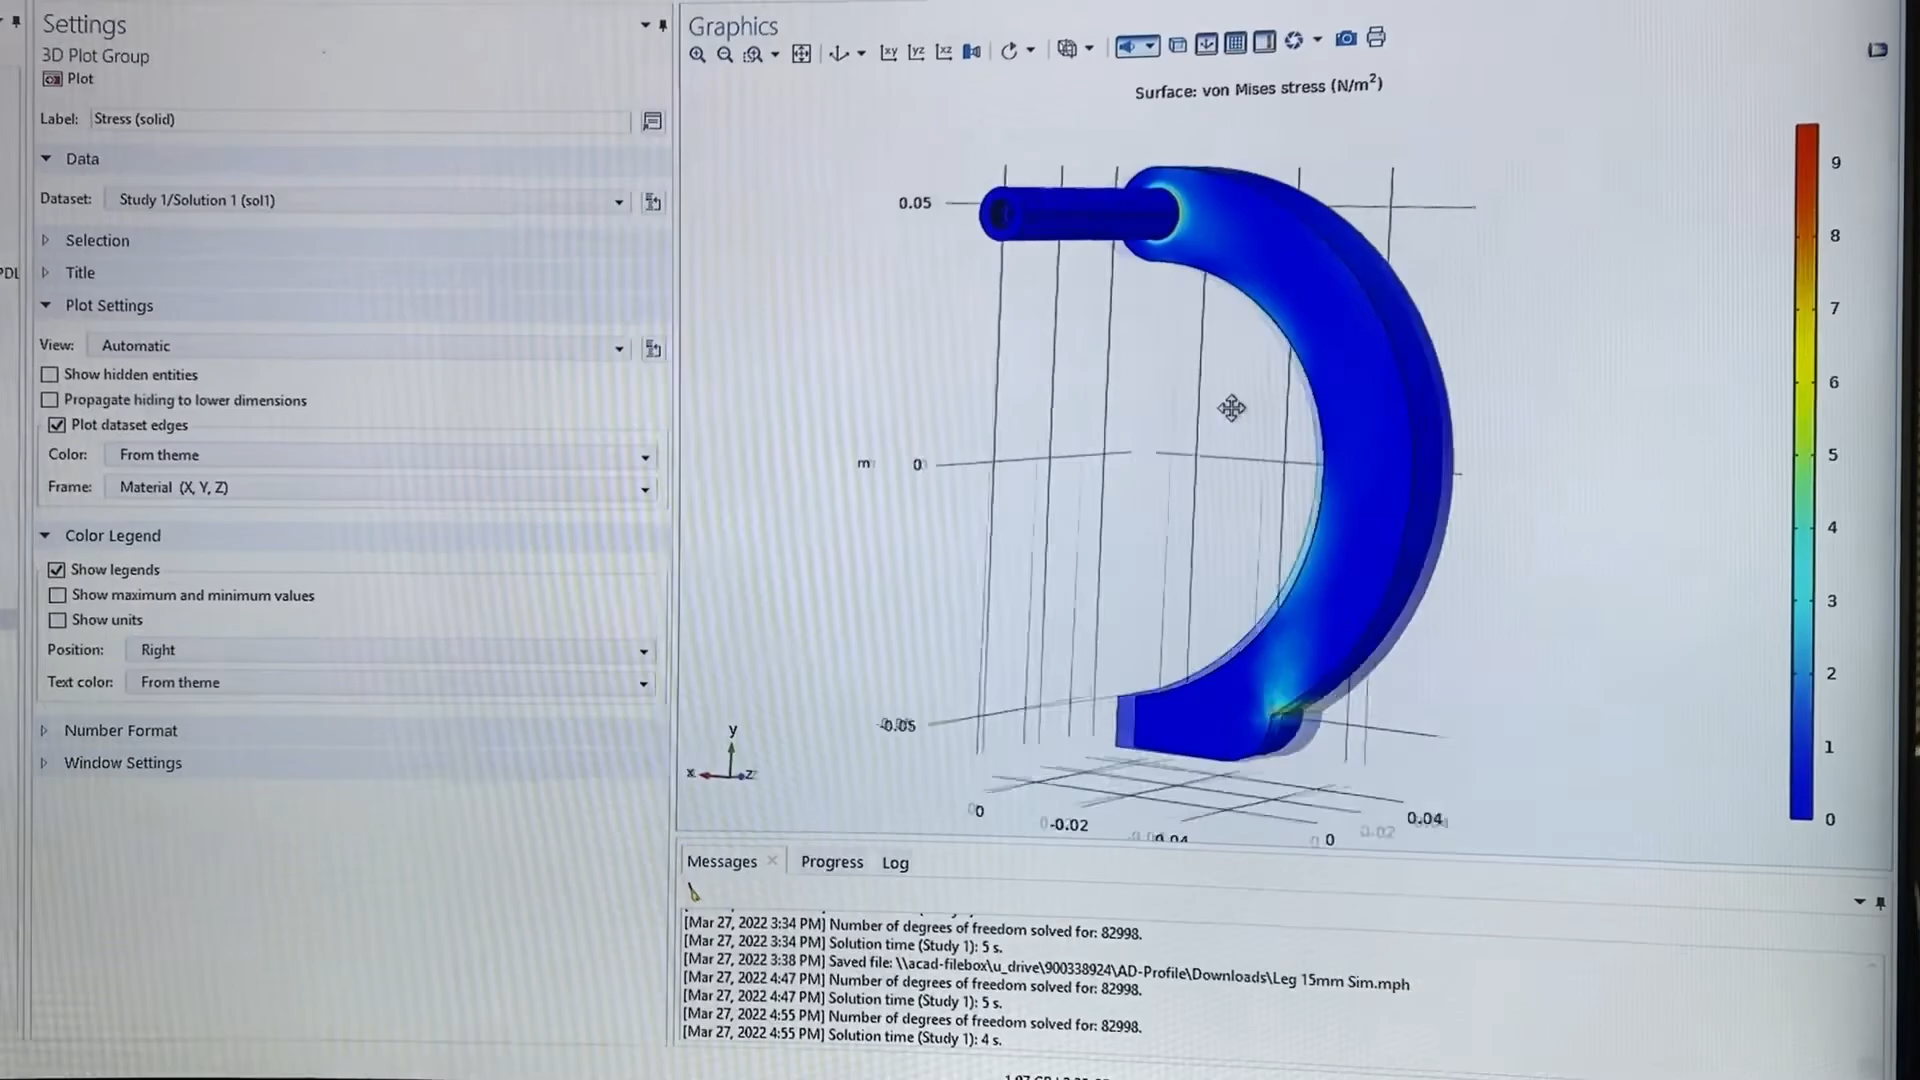 Settings
3D Plot Group
Plot
Label: Stress (solid)
Data
Dataset: Study 1/Solution 1 (sol1)
Selection
Title
Plot Settings
View: Automatic
Show hidden entities
Propagate hiding to lower dimensions
Plot dataset edges
Color: From theme
Frame: Material (X, Y, Z)
Color Legend
Show legends
Show maximum and minimum values
Show units
Position: Right
Text color: From theme
Number Format
Window Settings
Graphics
xy yz xz
Surface: von Mises stress (N/m²)
0.05
m 0
-0.05
y
x z
0
-0.02
0
0.02
0.04
9
8
7
6
5
4
3
2
1
0
Messages Progress Log
[Mar 27, 2022 3:34 PM] Number of degrees of freedom solved for: 82998.
[Mar 27, 2022 3:34 PM] Solution time (Study 1): 5 s.
[Mar 27, 2022 3:38 PM] Saved file: \\acad-filebox\u_drive\900338924\AD-Profile\Downloads\Leg 15mm Sim.mph
[Mar 27, 2022 4:47 PM] Number of degrees of freedom solved for: 82998.
[Mar 27, 2022 4:47 PM] Solution time (Study 1): 5 s.
[Mar 27, 2022 4:55 PM] Number of degrees of freedom solved for: 82998.
[Mar 27, 2022 4:55 PM] Solution time (Study 1): 4 s.